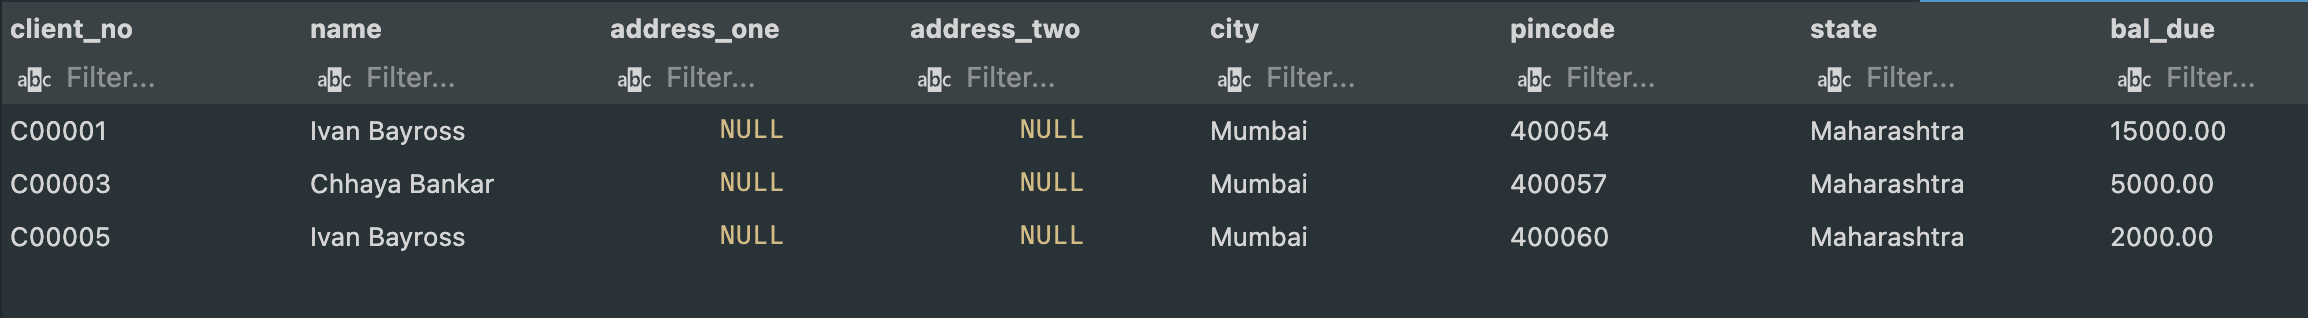 client_no name address_one address_two city pincode state bal_due
abc Filter... abc Filter... abc Filter... abc Filter... abc Filter... abc Filter... abc Filter... abc Filter...
C00001 Ivan Bayross NULL NULL Mumbai 400054 Maharashtra 15000.00
C00003 Chhaya Bankar NULL NULL Mumbai 400057 Maharashtra 5000.00
C00005 Ivan Bayross NULL NULL Mumbai 400060 Maharashtra 2000.00